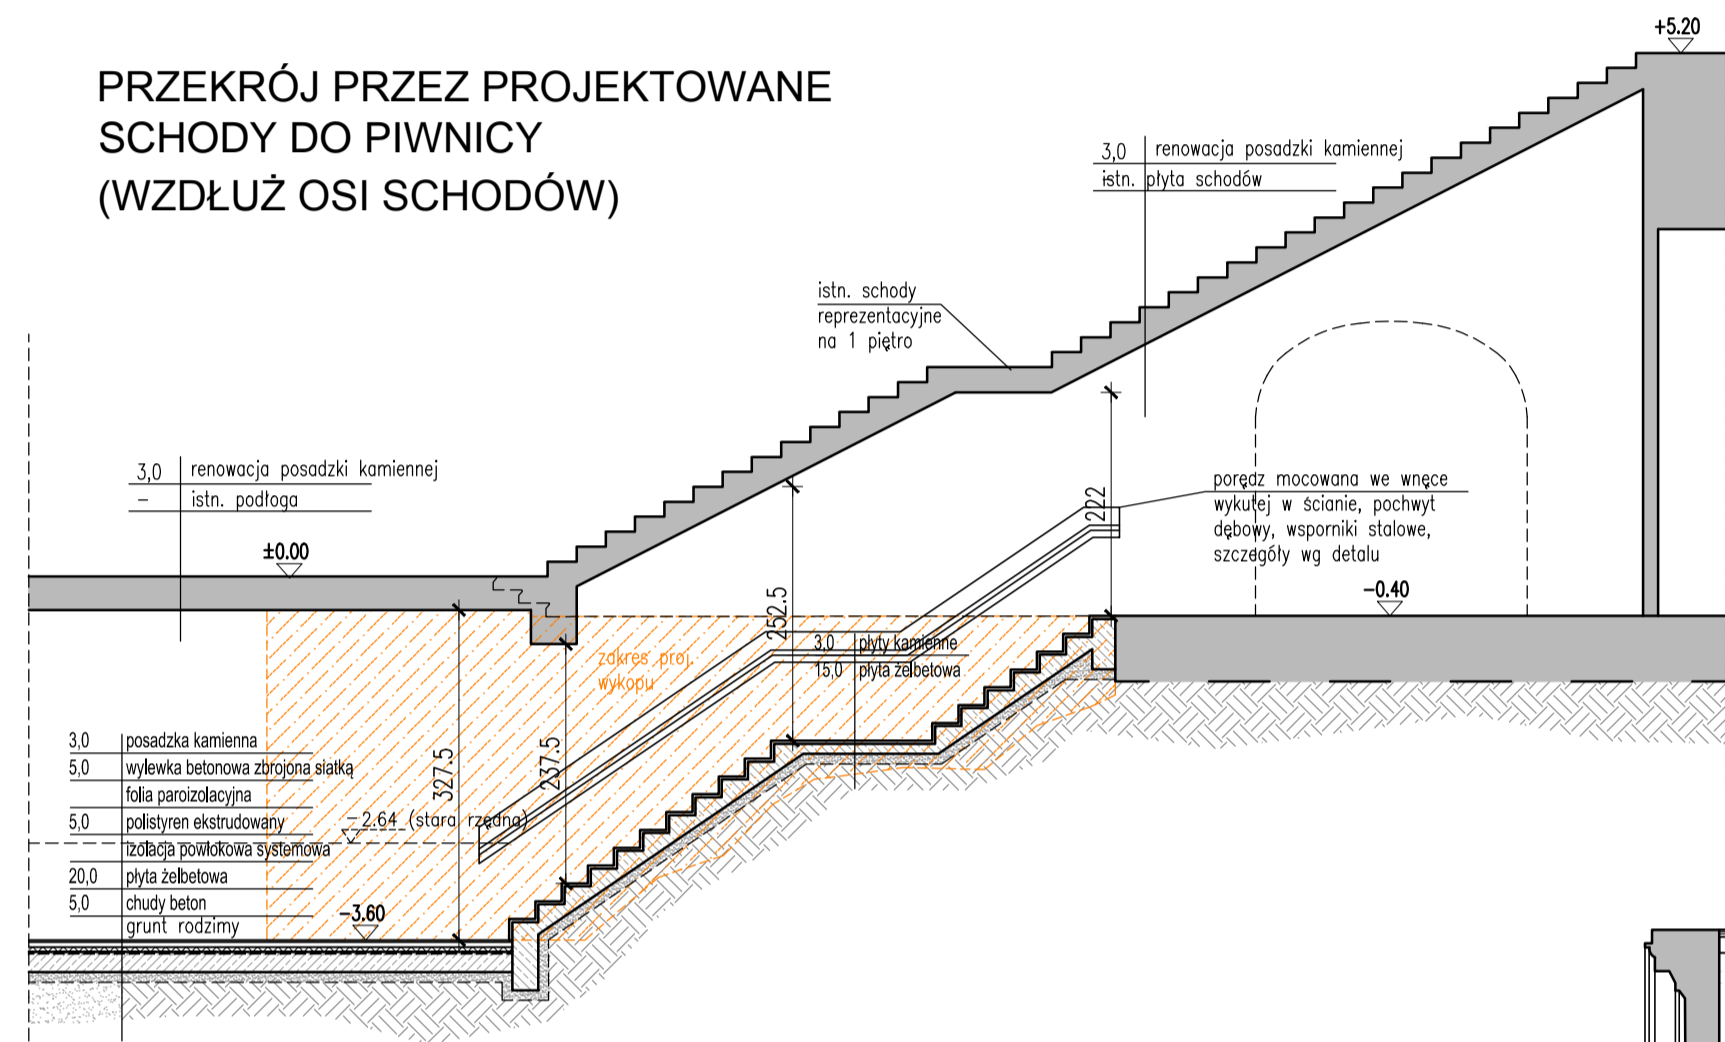 PRZEKRÓJ PRZEZ PROJEKTOWANE
SCHODY DO PIWNICY
(WZDŁUŻ OSI SCHODÓW)
+5.20
3,0 renowacja posadzki kamiennej
istn. płyta schodów
istn. schody
reprezentacyjne
na 1 piętro
3,0 renowacja posadzki kamiennej
– istn. podłoga
±0.00
222
porędz mocowana we wnęce
wykutej w ścianie, pochwyt
dębowy, wsporniki stalowe,
szczegóły wg detalu
-0.40
252.5
zakres proj.
wykopu
3,0 płyty kamienne
15,0 płyta żelbetowa
327.5
237.5
3,0 posadzka kamienna
5,0 wylewka betonowa zbrojona siatką
folia paroizolacyjna
5,0 polistyren ekstrudowany
izolacja powłokowa systemowa
20,0 płyta żelbetowa
5,0 chudy beton
grunt rodzimy
-2.64 (stara rzędna)
-3.60